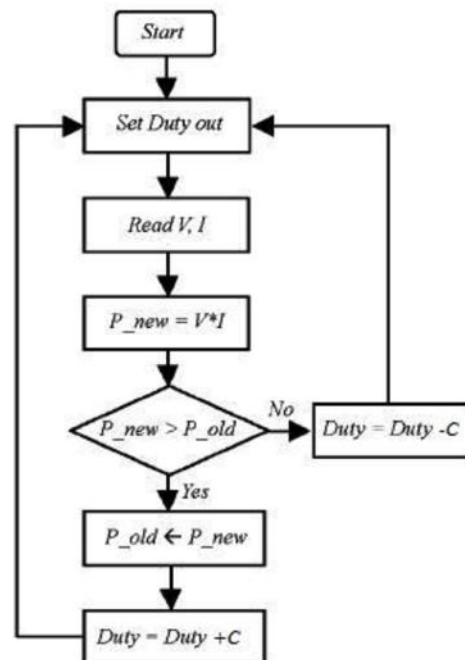 Start
Set Duty out
Read V, I
P_new = V*I
P_new > P_old
No
Duty = Duty -C
Yes
P_old ← P_new
Duty = Duty +C